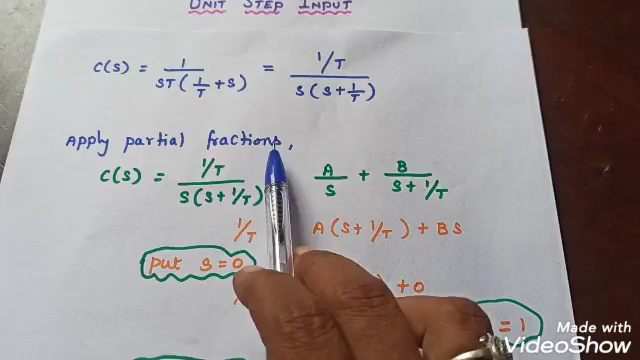 UNIT STEP INPUT
C(S) = 1 / ST(1/T + S) = 1/T / S(S + 1/T)
Apply partial fractions,
C(S) = 1/T / S(S + 1/T) A/S + B/S + 1/T
1/T A(S + 1/T) + BS
put S = 0
) + 0
= 1
Made with
VideoShow